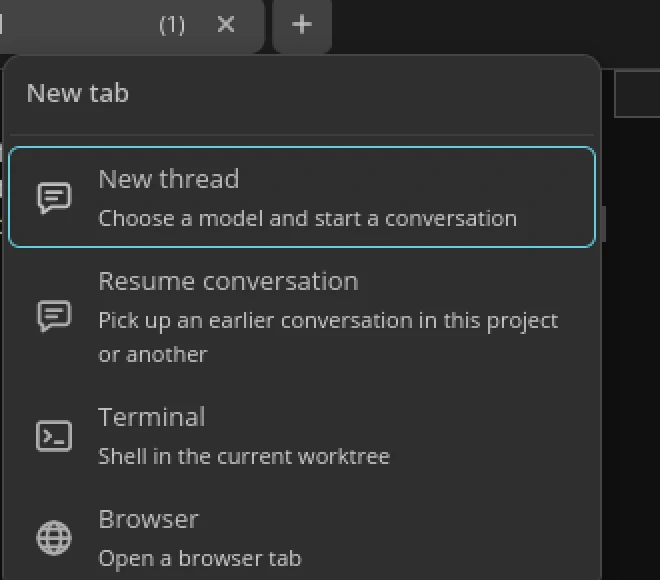 (1)
New tab
New thread
Choose a model and start a conversation
Resume conversation
Pick up an earlier conversation in this project
or another
Terminal
Shell in the current worktree
Browser
Open a browser tab